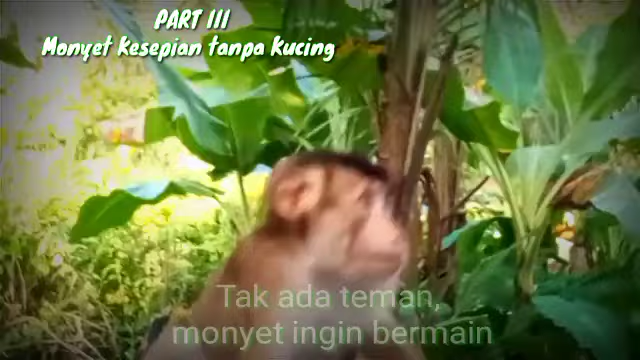 PART III
Monyet Kesepian tanpa Kucing
Tak ada teman,
monyet ingin bermain